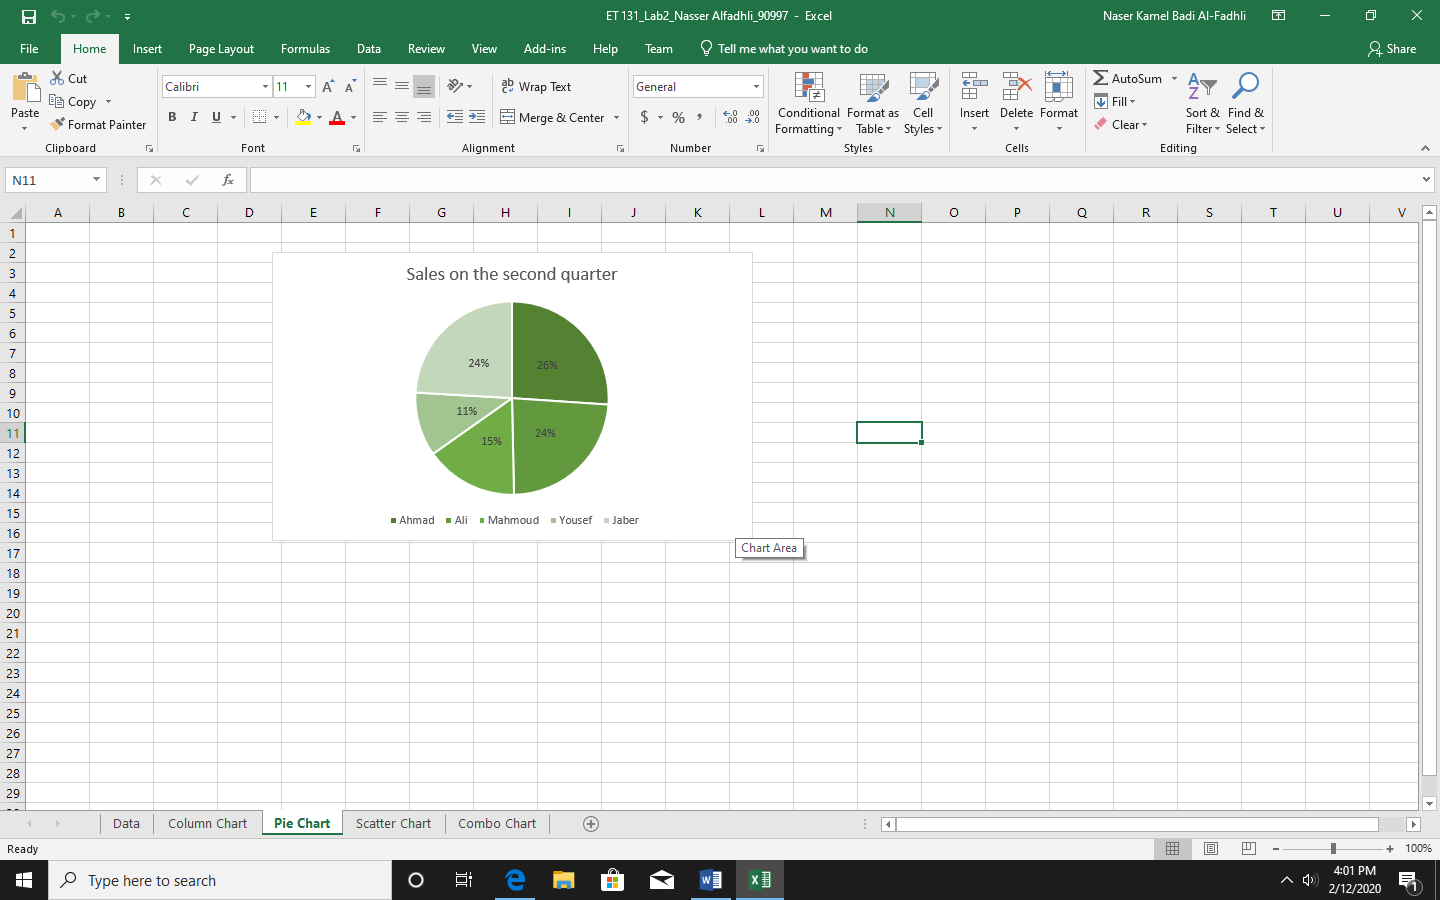 ET 131_Lab2_Nasser Alfadhli_90997 - Excel
Naser Kamel Badi Al-Fadhli
File Home Insert Page Layout Formulas Data Review View Add-ins Help Team Tell me what you want to do Share
Paste
Cut
Copy
Format Painter
Clipboard
Calibri 11 A A
B I U A
Font
ab Wrap Text
Merge & Center
Alignment
General
$ % ,
Number
Conditional Formatting
Format as Table
Cell Styles
Styles
Insert Delete Format
Cells
AutoSum
Fill
Clear
Sort & Filter
Find & Select
Editing
N11 fx
A B C D E F G H I J K L M N O P Q R S T U V
1
2
3
4
5
6
7
8
9
10
11
12
13
14
15
16
17
18
19
20
21
22
23
24
25
26
27
28
29
Sales on the second quarter
24% 26%
11%
24%
15%
Ahmad Ali Mahmoud Yousef Jaber
Chart Area
Data Column Chart Pie Chart Scatter Chart Combo Chart
Ready 100%
Type here to search
4:01 PM
2/12/2020
1